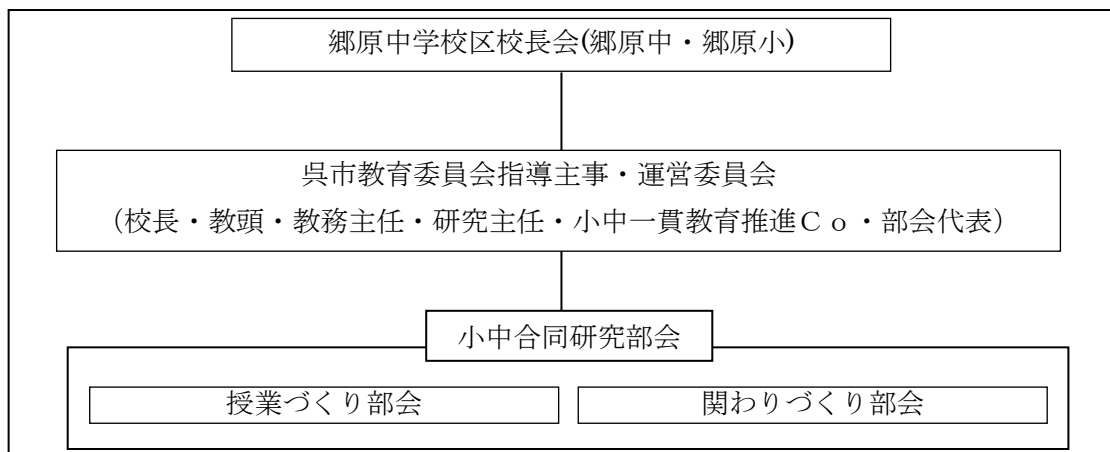 郷原中学校区校長会(郷原中・郷原小)
呉市教育委員会指導主事・運営委員会
（校長・教頭・教務主任・研究主任・小中一貫教育推進Ｃｏ・部会代表）
小中合同研究部会
授業づくり部会
関わりづくり部会